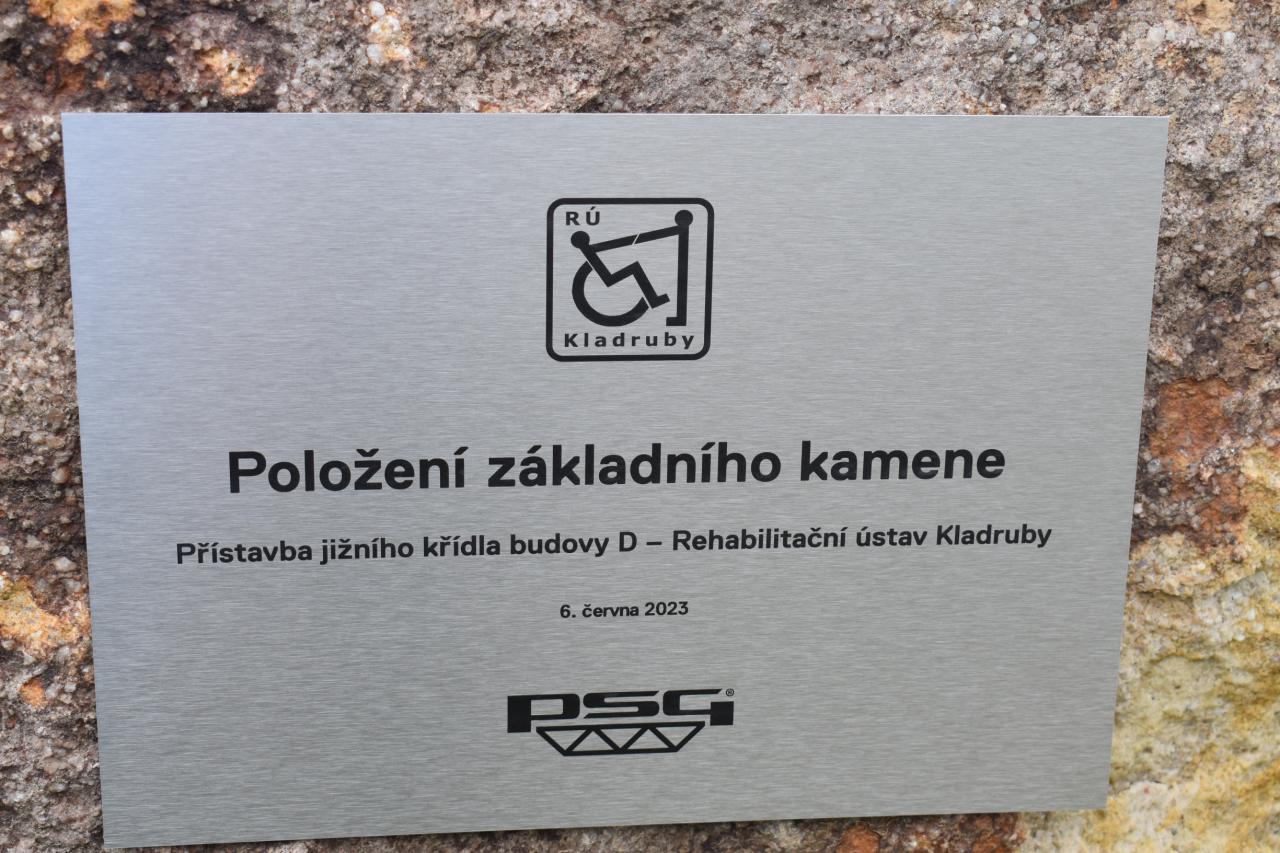 RÚ
Kladruby
Položení základního kamene
Přístavba jižního křídla budovy D – Rehabilitační ústav Kladruby
6. června 2023
PSG®